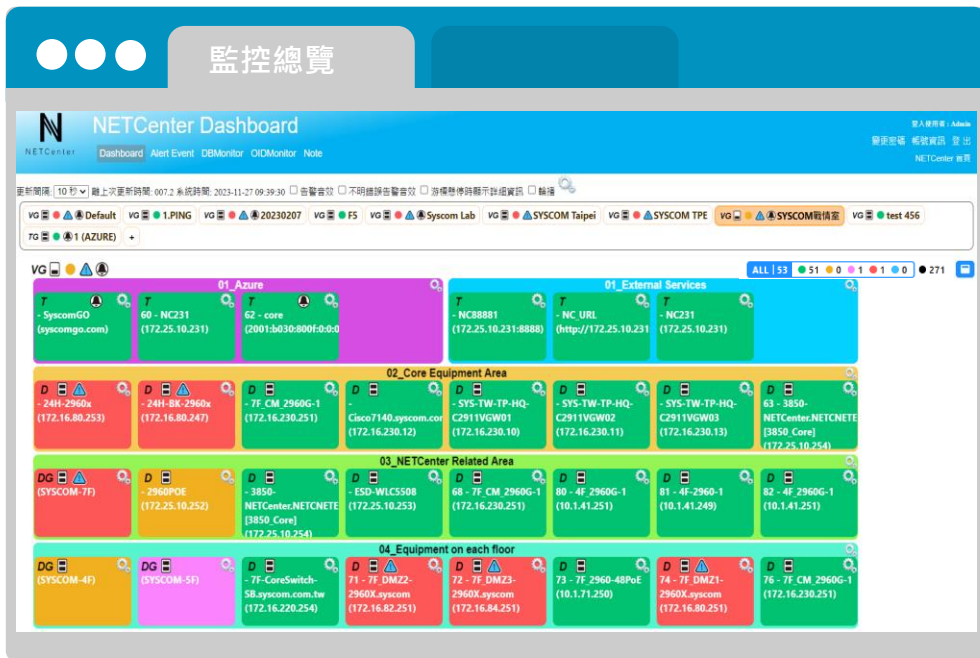 監控總覽
NETCenter
NETCenter Dashboard
Dashboard Alert Event DBMonitor OIDMonitor Note
登入使用者 : Admin
變更密碼 帳號資訊 登出
NETCenter 首頁
更新間隔: 10 秒 離上次更新時間: 007.2 系統時間: 2023-11-27 09:39:30 告警音效 不明錯誤告警音效 游標懸停時顯示詳細資訊 輪播
VG Default VG 1.PING VG 20230207 VG F5 VG Syscom Lab VG SYSCOM Taipei VG SYSCOM TPE VG SYSCOM戰情室 VG test 456
TG 1 (AZURE) +
VG
ALL | 53 51 0 1 1 0 271
01_Azure
T
- SyscomGO
(syscomgo.com)
T
60 - NC231
(172.25.10.231)
T
62 - core
(2001:b030:800f:0:0:0
01_External Services
T
- NC88881
(172.25.10.231:8888)
T
- NC_URL
(http://172.25.10.231
T
- NC231
(172.25.10.231)
02_Core Equipment Area
D
- 24H-2960x
(172.16.80.253)
D
- 24H-BK-2960x
(172.16.80.247)
D
- 7F_CM_2960G-1
(172.16.230.251)
D
-
Cisco7140.syscom.com
(172.16.230.12)
D
- SYS-TW-TP-HQ-
C2911VGW01
(172.16.230.10)
D
- SYS-TW-TP-HQ-
C2911VGW02
(172.16.230.11)
D
- SYS-TW-TP-HQ-
C2911VGW03
(172.16.230.13)
D
63 - 3850-
NETCenter.NETCNETE
[3850_Core]
(172.25.10.254)
03_NETCenter Related Area
DG
(SYSCOM-7F)
D
- 2960POE
(172.25.10.252)
D
- 3850-
NETCenter.NETCNETE
[3850_Core]
(172.25.10.254)
D
- ESD-WLC5508
(172.25.10.253)
D
68 - 7F_CM_2960G-1
(172.16.230.251)
D
80 - 4F_2960G-1
(10.1.41.251)
D
81 - 4F-2960-1
(10.1.41.249)
D
82 - 4F_2960G-1
(10.1.41.251)
04_Equipment on each floor
DG
(SYSCOM-4F)
DG
(SYSCOM-5F)
D
- 7F-CoreSwitch-
SB.syscom.com.tw
(172.16.220.254)
D
71 - 7F_DMZ2-
2960X.syscom
(172.16.82.251)
D
72 - 7F_DMZ3-
2960X.syscom
(172.16.84.251)
D
73 - 7F_2960-48PoE
(10.1.71.250)
D
74 - 7F_DMZ1-
2960X.syscom
(172.16.80.251)
D
76 - 7F_CM_2960G-1
(172.16.230.251)